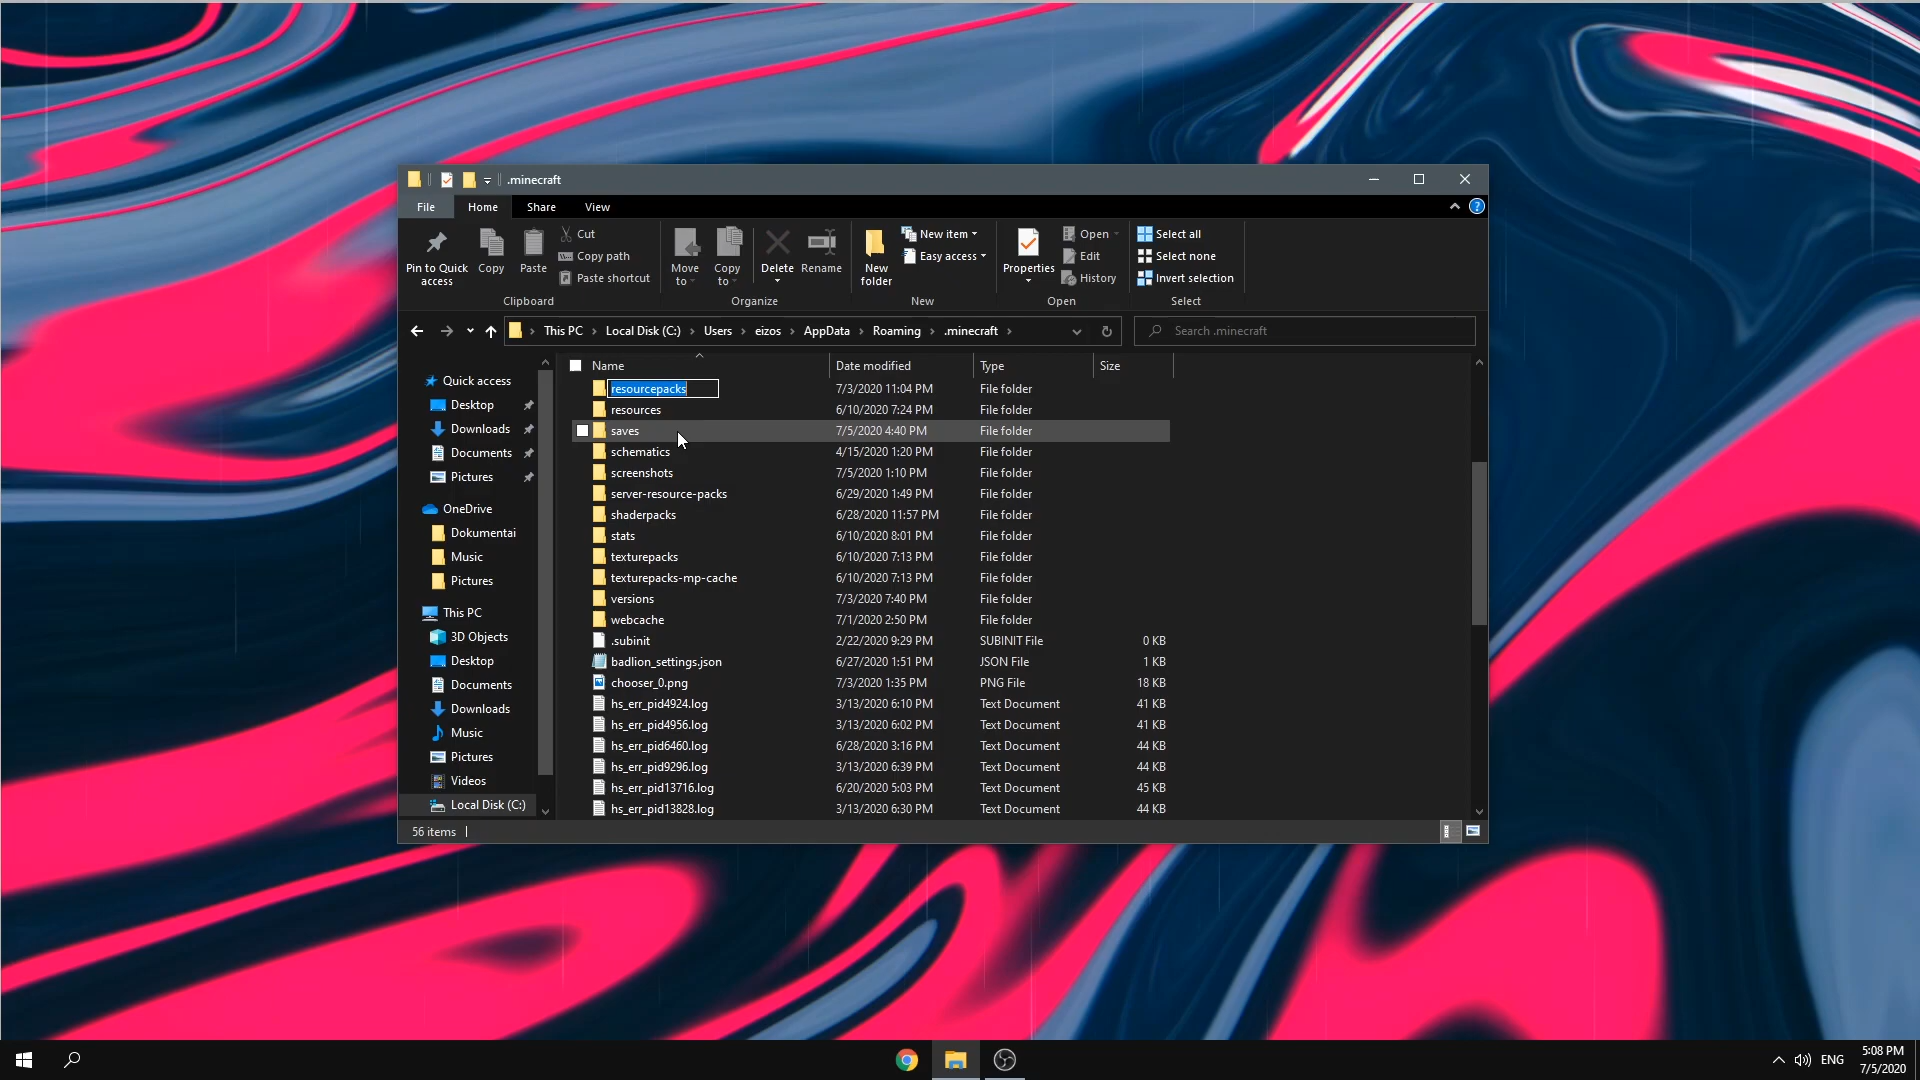 .minecraft
File Home Share View
Pin to Quick access
Copy
Paste
Cut
Copy path
Paste shortcut
Clipboard
Move to
Copy to
Delete
Rename
Organize
New folder
New item
Easy access
New
Properties
Open
Edit
History
Open
Select all
Select none
Invert selection
Select
This PC Local Disk (C:) Users eizos AppData Roaming .minecraft
Search .minecraft
Quick access
Desktop
Downloads
Documents
Pictures
OneDrive
Dokumentai
Music
Pictures
This PC
3D Objects
Desktop
Documents
Downloads
Music
Pictures
Videos
Local Disk (C:)
Name Date modified Type Size
resourcepacks 7/3/2020 11:04 PM File folder
resources 6/10/2020 7:24 PM File folder
saves 7/5/2020 4:40 PM File folder
schematics 4/15/2020 1:20 PM File folder
screenshots 7/5/2020 1:10 PM File folder
server-resource-packs 6/29/2020 1:49 PM File folder
shaderpacks 6/28/2020 11:57 PM File folder
stats 6/10/2020 8:01 PM File folder
texturepacks 6/10/2020 7:13 PM File folder
texturepacks-mp-cache 6/10/2020 7:13 PM File folder
versions 7/3/2020 7:40 PM File folder
webcache 7/1/2020 2:50 PM File folder
.subinit 2/22/2020 9:29 PM SUBINIT File 0 KB
badlion_settings.json 6/27/2020 1:51 PM JSON File 1 KB
chooser_0.png 7/3/2020 1:35 PM PNG File 18 KB
hs_err_pid4924.log 3/13/2020 6:10 PM Text Document 41 KB
hs_err_pid4956.log 3/13/2020 6:02 PM Text Document 41 KB
hs_err_pid6460.log 6/28/2020 3:16 PM Text Document 44 KB
hs_err_pid9296.log 3/13/2020 6:39 PM Text Document 44 KB
hs_err_pid13716.log 6/20/2020 5:03 PM Text Document 45 KB
hs_err_pid13828.log 3/13/2020 6:30 PM Text Document 44 KB
56 items
ENG
5:08 PM
7/5/2020